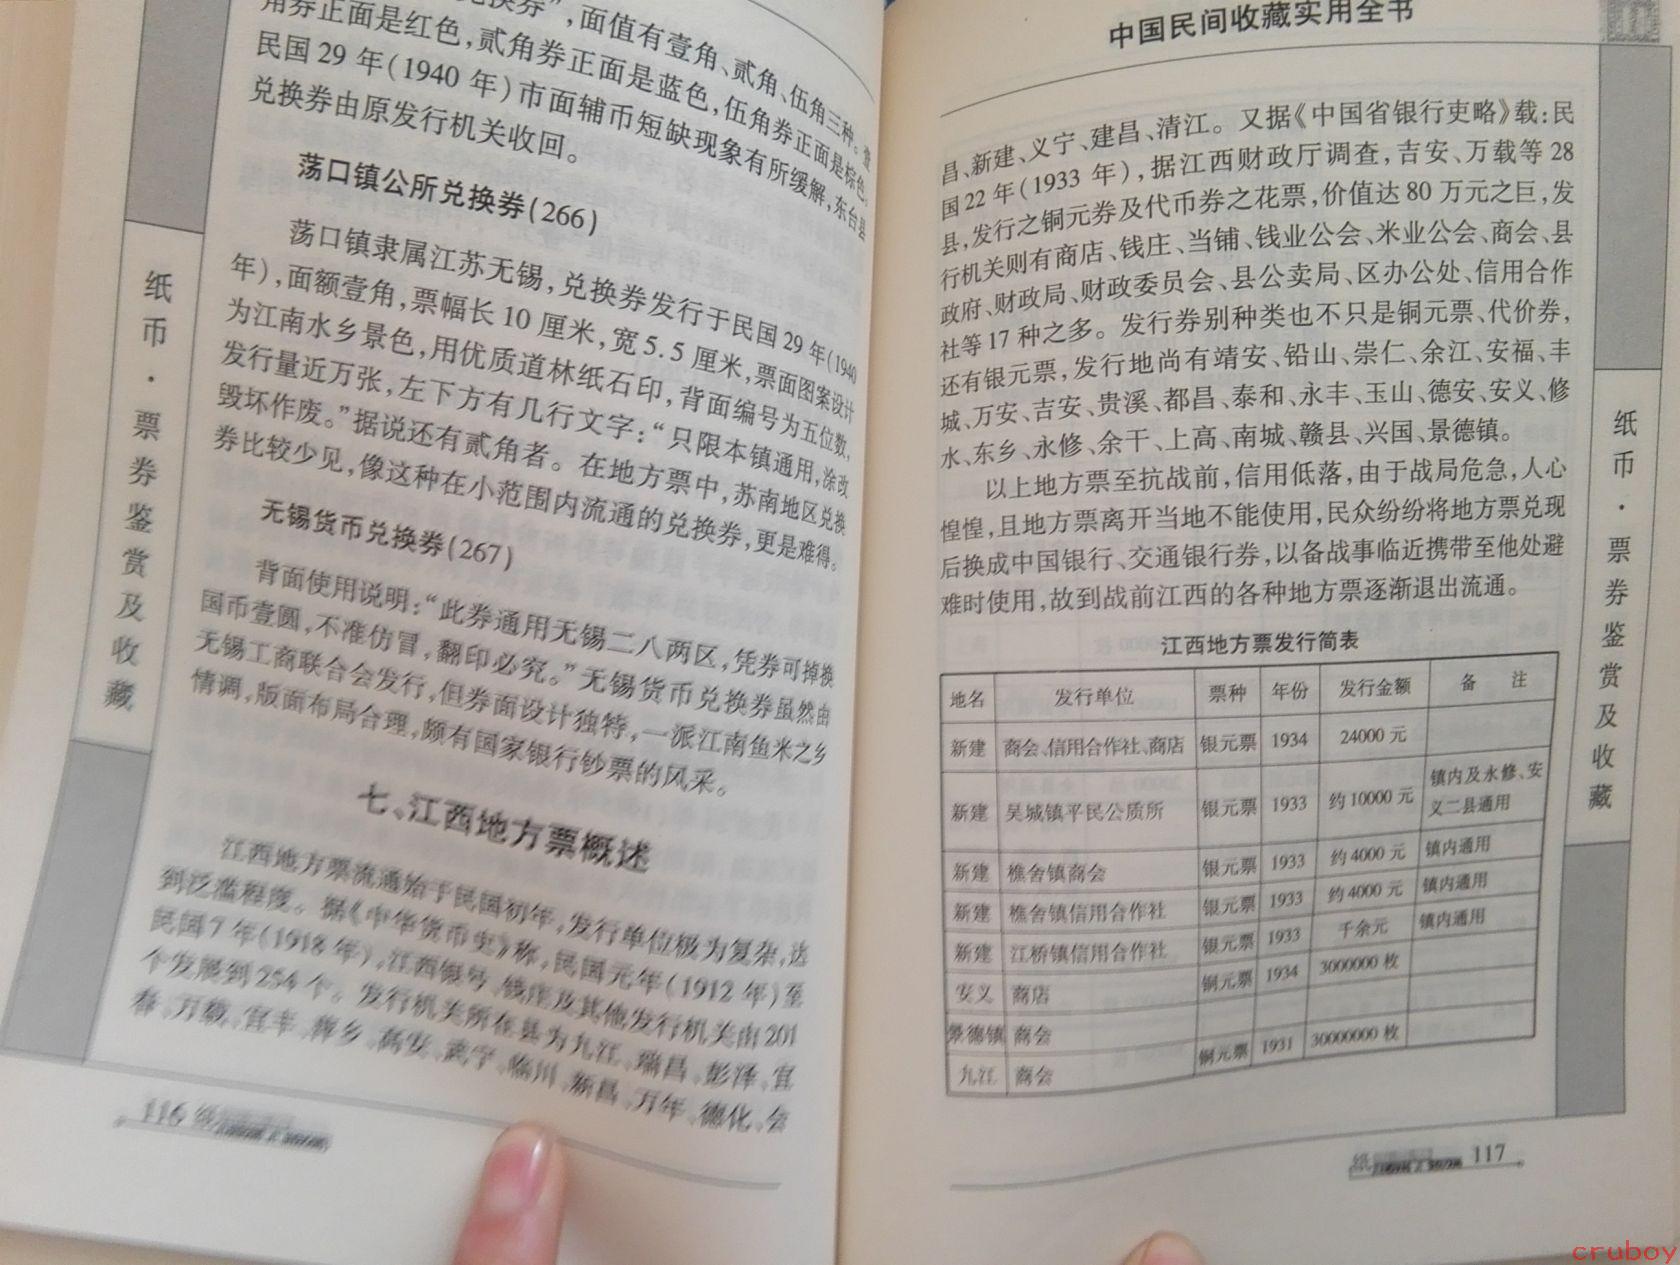 兑换券”,面值有壹角、贰角、伍角三种。壹
角券正面是红色,贰角券正面是蓝色,伍角券正面是棕色。
民国29年(1940年)市面辅币短缺现象有所缓解,东台县
兑换券由原发行机关收回。
荡口镇公所兑换券(266)
荡口镇隶属江苏无锡,兑换券发行于民国29年(1940
年),面额壹角,票幅长10厘米,宽5.5厘米,票面图案设计
为江南水乡景色,用优质道林纸石印,背面编号为五位数,
发行量近万张,左下方有几行文字:“只限本镇通用,涂改
毁坏作废。”据说还有贰角者。在地方票中,苏南地区兑换
券比较少见,像这种在小范围内流通的兑换券,更是难得。
无锡货币兑换券(267)
背面使用说明:“此券通用无锡二八两区,凭券可掉换
国币壹圆,不准仿冒,翻印必究。”无锡货币兑换券虽然由
无锡工商联合会发行,但券面设计独特,一派江南鱼米之乡
情调,版面布局合理,颇有国家银行钞票的风采。
七、江西地方票概述
江西地方票流通始于民国初年,发行单位极为复杂,达
到泛滥程度。据《中华货币史》称,民国元年(1912年)至
民国7年(1918年),江西银号、钱庄及其他发行机关由201
个发展到254个。发行机关所在县为九江、瑞昌、彭泽、宜
春、万载、宜丰、萍乡、高安、武宁、临川、新昌、万年、德化、会
116 纸
纸币·票券鉴赏及收藏
中国民间收藏实用全书
昌、新建、义宁、建昌、清江。又据《中国省银行吏略》载:民
国22年(1933年),据江西财政厅调查,吉安、万载等28
县,发行之铜元券及代币券之花票,价值达80万元之巨,发
行机关则有商店、钱庄、当铺、钱业公会、米业公会、商会、县
政府、财政局、财政委员会、县公卖局、区办公处、信用合作
社等17种之多。发行券别种类也不只是铜元票、代价券,
还有银元票,发行地尚有靖安、铅山、崇仁、余江、安福、丰
城、万安、吉安、贵溪、都昌、泰和、永丰、玉山、德安、安义、修
水、东乡、永修、余干、上高、南城、赣县、兴国、景德镇。
以上地方票至抗战前,信用低落,由于战局危急,人心
惶惶,且地方票离开当地不能使用,民众纷纷将地方票兑现
后换成中国银行、交通银行券,以备战事临近携带至他处避
难时使用,故到战前江西的各种地方票逐渐退出流通。
江西地方票发行简表
地名 发行单位 票种 年份 发行金额 备 注
新建 商会、信用合作社、商店 银元票 1934 24000元
新建 吴城镇平民公质所 银元票 1933 约10000元 镇内及永修、安
义二县通用
新建 樵舍镇商会 银元票 1933 约4000元 镇内通用
新建 樵舍镇信用合作社 银元票 1933 约4000元 镇内通用
新建 江桥镇信用合作社 银元票 1933 千余元 镇内通用
安义 商店 铜元票 1934 3000000枚
景德镇 商会
九江 商会 铜元票 1931 30000000枚
纸 117
纸币·票券鉴赏及收藏
cruboy